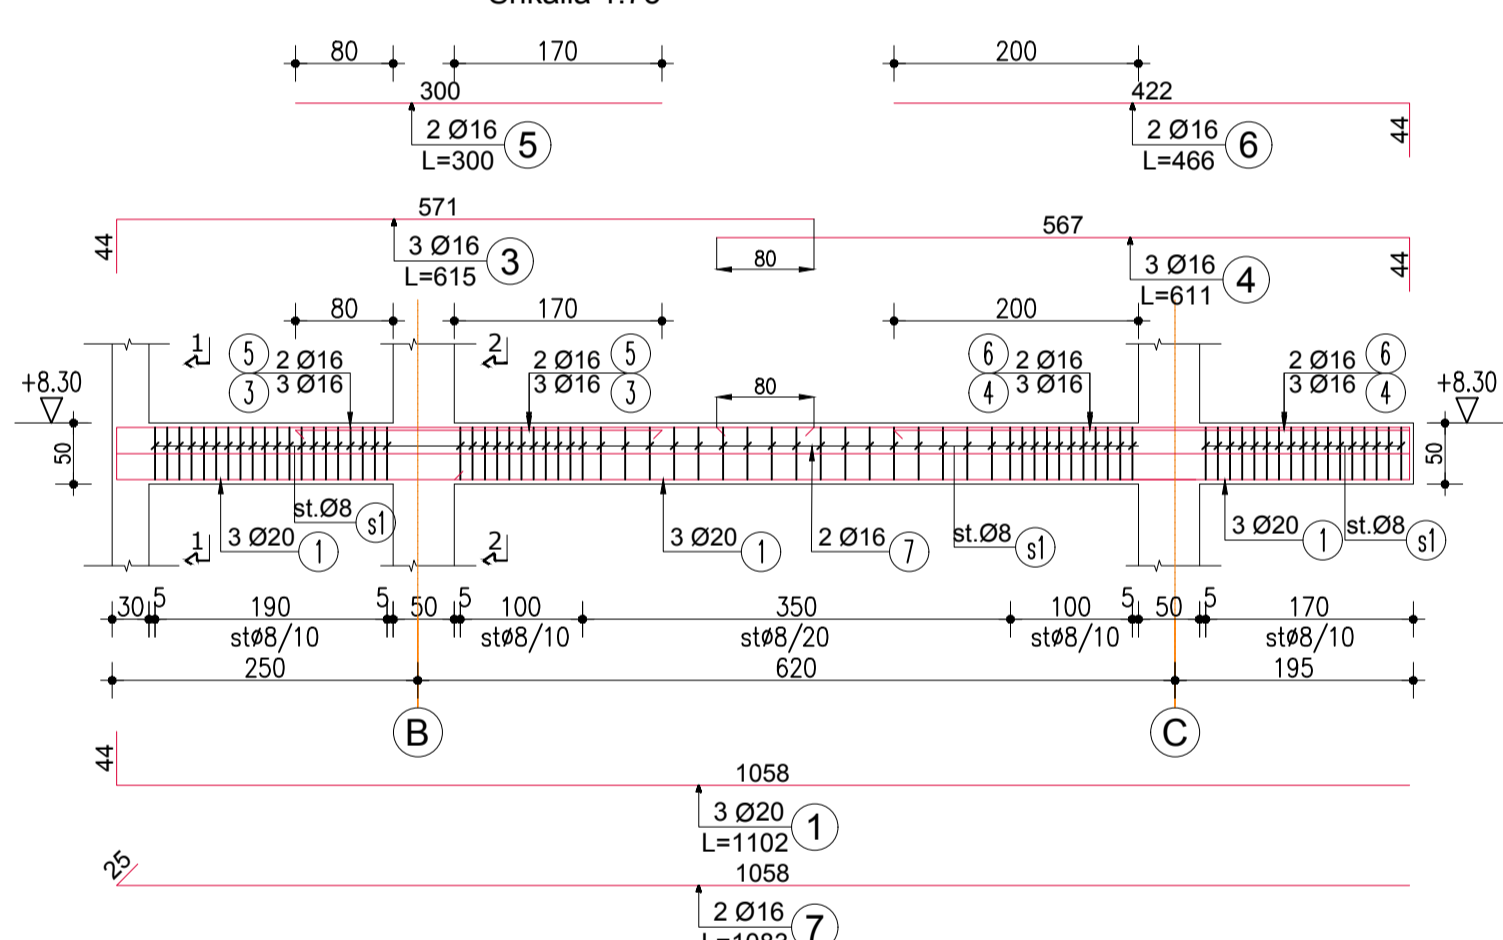 80 170 200
300 422
2 Ø16 5 2 Ø16 6 44
L=300 L=466
571 567
44 3 Ø16 3 80 3 Ø16 4 44
L=615 L=611
80 170 200
1 5 2 Ø16 2 2 Ø16 5 6 2 Ø16 2 Ø16 6
+8.30 3 3 Ø16 3 Ø16 3 80 4 3 Ø16 3 Ø16 4 +8.30
50 50
st.Ø8 s1
1 3 Ø20 1 2 3 Ø20 1 2 Ø16 7 st.Ø8 s1 3 Ø20 1 st.Ø8 s1
30 5 190 5 50 5 100 350 100 5 50 5 170
stø8/10 stø8/10 stø8/20 stø8/10 stø8/10
250 620 195
B C
44 1058
3 Ø20 1
L=1102
25 1058
2 Ø16 7